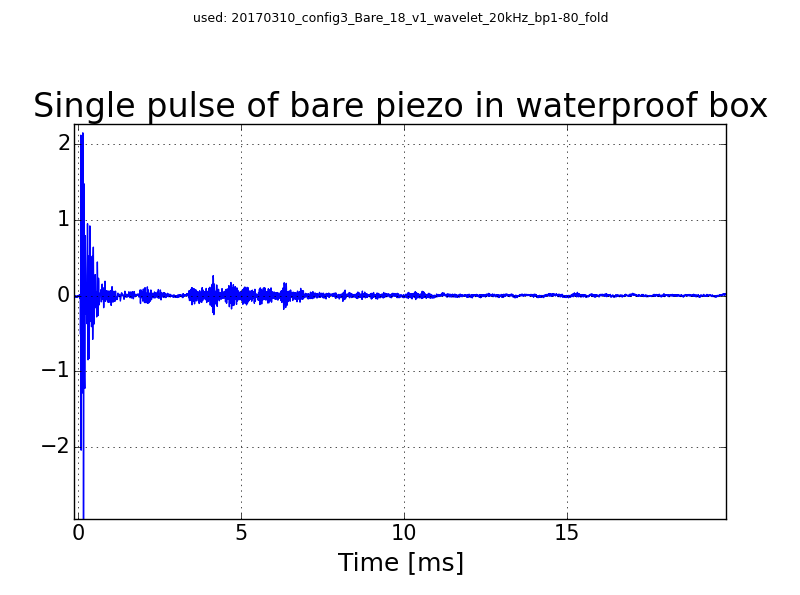 used: 20170310_config3_Bare_18_v1_wavelet_20kHz_bp1-80_fold
Single pulse of bare piezo in waterproof box
2
1
0
−1
−2
0 5 10 15
Time [ms]